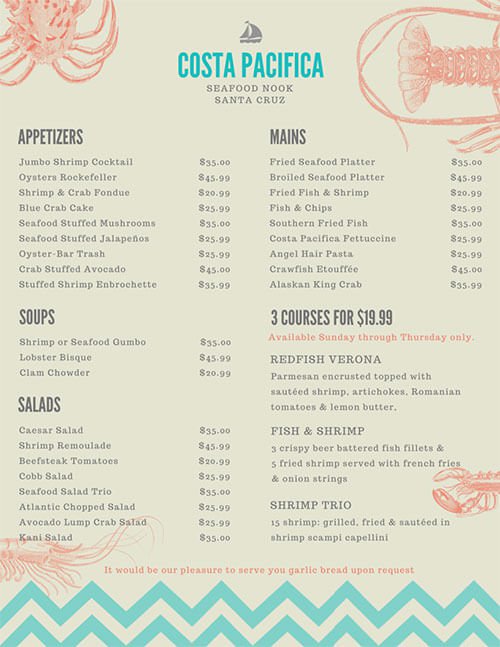 COSTA PACIFICA
SEAFOOD NOOK
SANTA CRUZ
APPETIZERS
Jumbo Shrimp Cocktail $35.00
Oysters Rockefeller $45.99
Shrimp & Crab Fondue $20.99
Blue Crab Cake $25.99
Seafood Stuffed Mushrooms $35.00
Seafood Stuffed Jalapeños $25.99
Oyster-Bar Trash $25.99
Crab Stuffed Avocado $45.00
Stuffed Shrimp Enbrochette $35.99
SOUPS
Shrimp or Seafood Gumbo $35.00
Lobster Bisque $45.99
Clam Chowder $20.99
SALADS
Caesar Salad $35.00
Shrimp Remoulade $45.99
Beefsteak Tomatoes $20.99
Cobb Salad $25.99
Seafood Salad Trio $35.00
Atlantic Chopped Salad $25.99
Avocado Lump Crab Salad $25.99
Kani Salad $35.00
MAINS
Fried Seafood Platter $35.00
Broiled Seafood Platter $45.99
Fried Fish & Shrimp $20.99
Fish & Chips $25.99
Southern Fried Fish $35.00
Costa Pacifica Fettuccine $25.99
Angel Hair Pasta $25.99
Crawfish Etouffée $45.00
Alaskan King Crab $35.99
3 COURSES FOR $19.99
Available Sunday through Thursday only.
REDFISH VERONA
Parmesan encrusted topped with
sautéed shrimp, artichokes, Romanian
tomatoes & lemon butter.
FISH & SHRIMP
3 crispy beer battered fish fillets &
5 fried shrimp served with french fries
& onion strings
SHRIMP TRIO
15 shrimp: grilled, fried & sautéed in
shrimp scampi capellini
It would be our pleasure to serve you garlic bread upon request